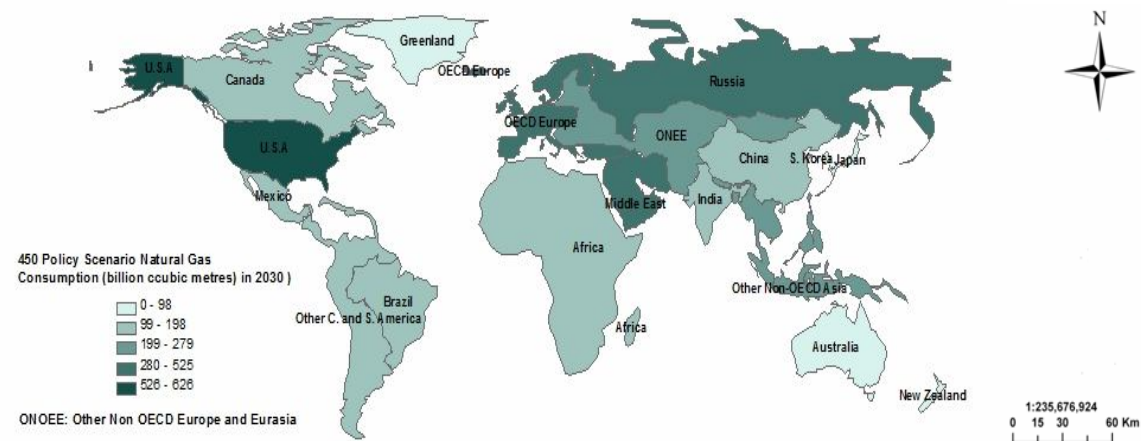 N
Greenland
U.S.A
Canada
OECD Europe
Russia
OECD Europe
ONEE
U.S.A
China
S. Korea
Japan
Mexico
India
Middle East
Africa
450 Policy Scenario Natural Gas
Consumption (billion ccubic metres) in 2030 )
0 - 98
99 - 198
199 - 279
280 - 525
526 - 626
Other Non-OECD Asia
Brazil
Other C. and S. America
Africa
Australia
New Zealand
ONOEE: Other Non OECD Europe and Eurasia
1:235,676,924
0 15 30 60 Km